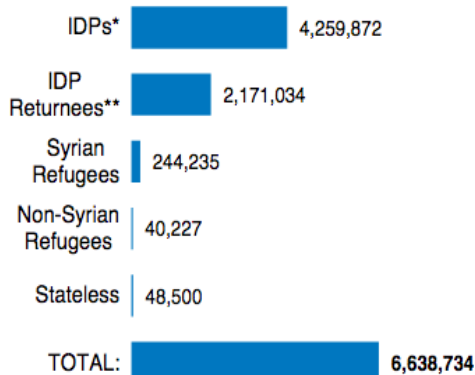 IDPs* 4,259,872
IDP
Returnees** 2,171,034
Syrian
Refugees 244,235
Non-Syrian
Refugees 40,227
Stateless 48,500
TOTAL: 6,638,734